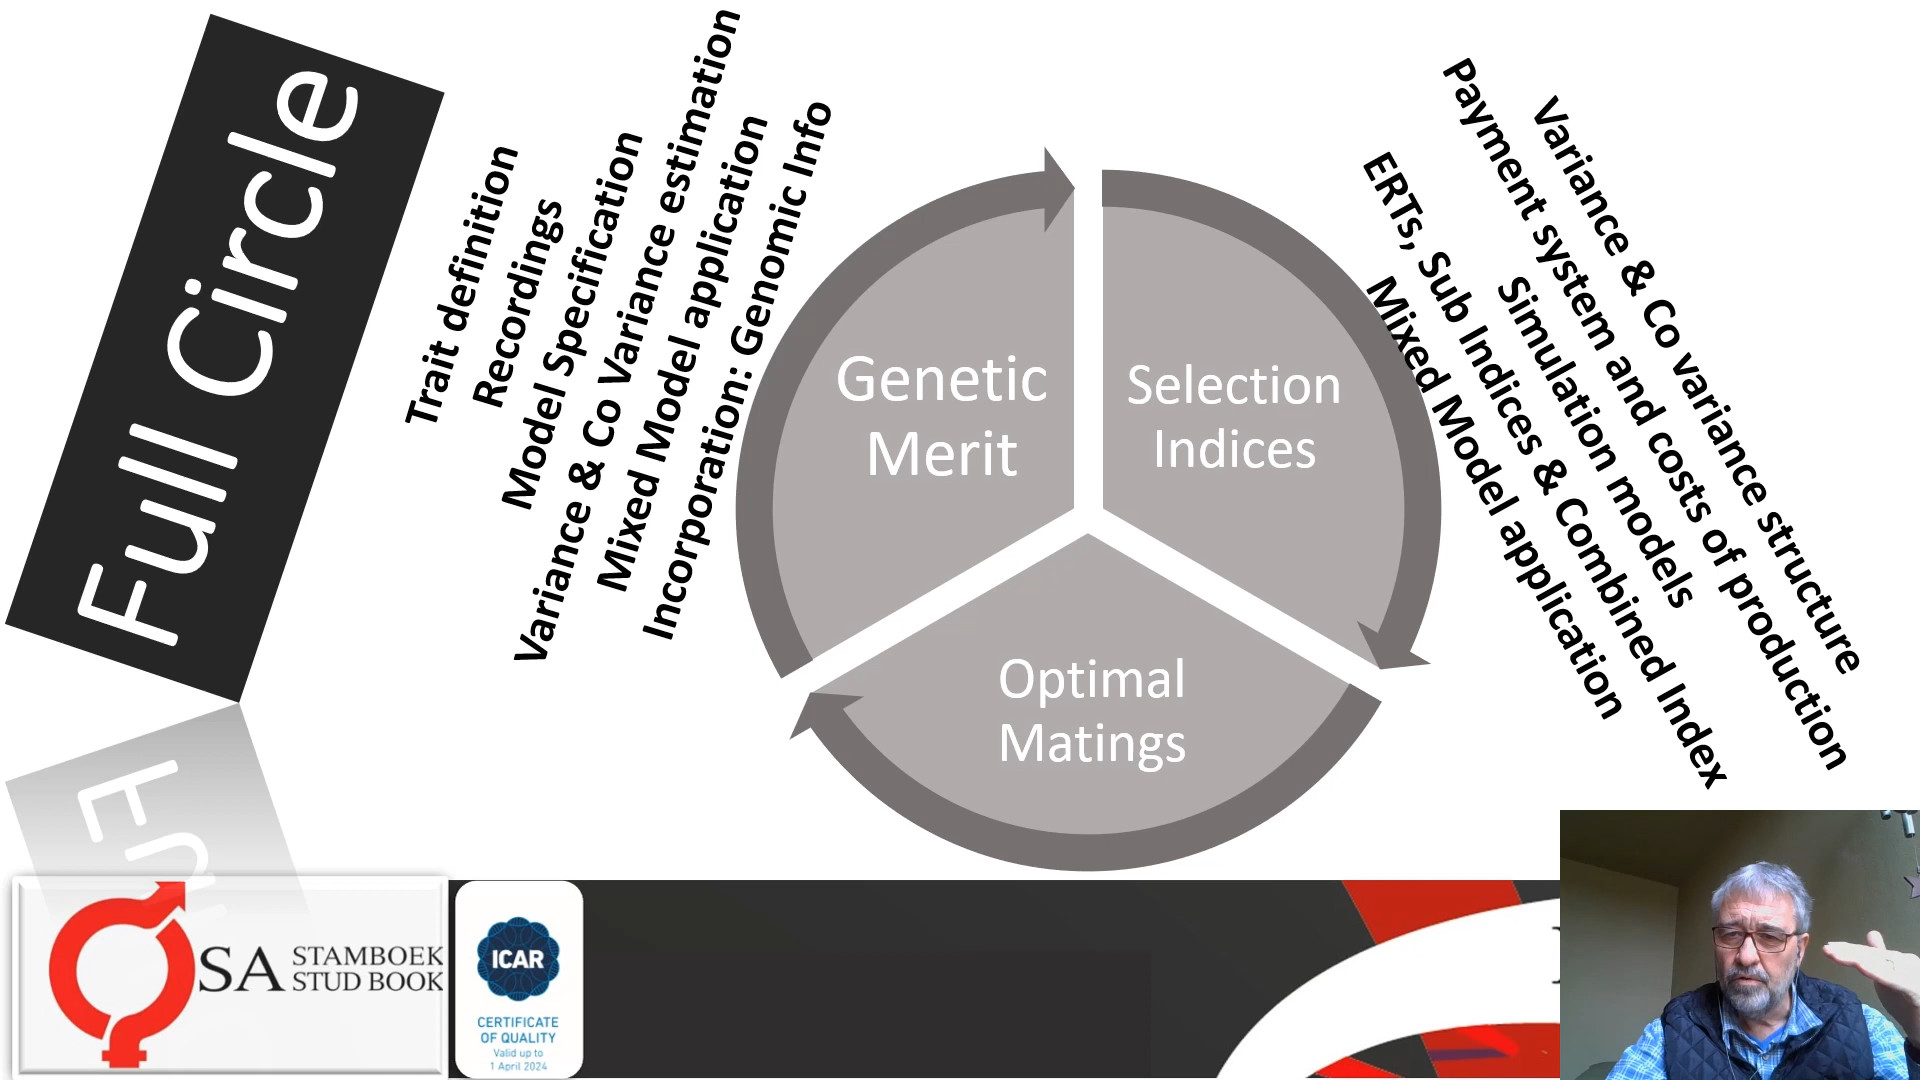 Full Circle
Trait definition
Recordings
Model Specification
Variance & Co Variance estimation
Mixed Model application
Incorporation: Genomic Info
Genetic
Merit
Selection
Indices
Optimal
Matings
Variance & Co variance structure
Payment system and costs of production
Simulation models
ERTs, Sub Indices & Combined Index
Mixed Model application
SA STAMBOEK
STUD BOOK
ICAR
CERTIFICATE
OF QUALITY
Valid up to
1 April 2024